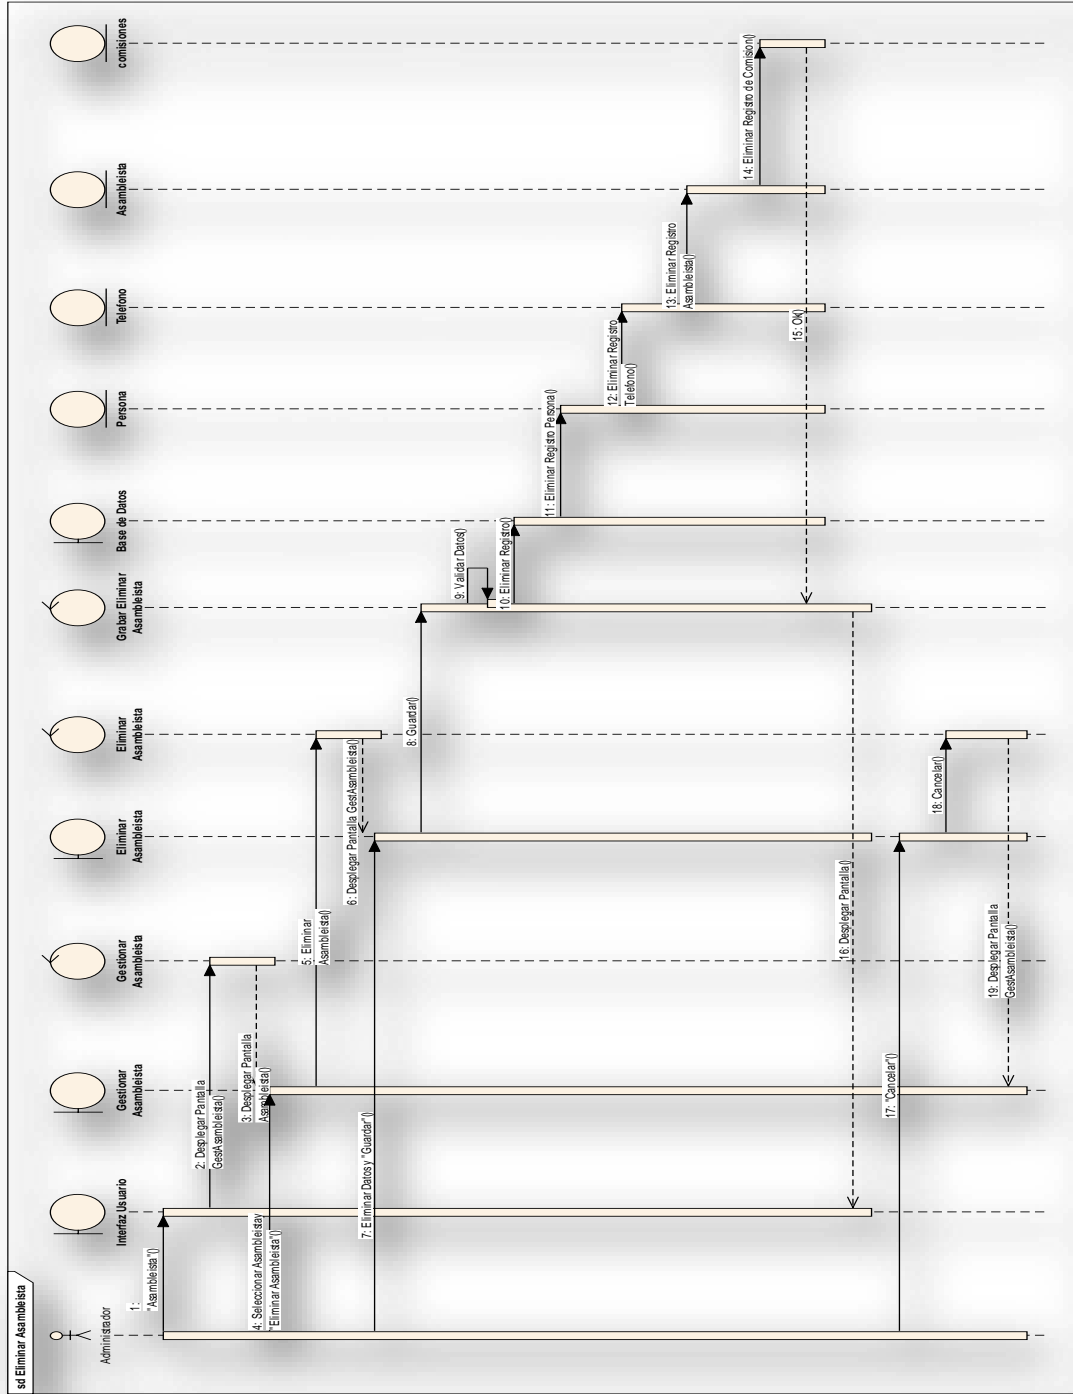 sd Eliminar Asambleista
Administrador
Interfaz Usuario
Gestionar
Asambleista
Gestionar
Asambleista
Eliminar
Asambleista
Eliminar
Asambleista
Grabar Eliminar
Asambleista
Base de Datos
Persona
Telefono
Asambleista
comisiones
1:
"Asambleista"()
2: Desplegar Pantalla
GestAsambleista()
3: Desplegar Pantalla
Asambleista()
4: Seleccionar Asambleista y
"Eliminar Asambleista"()
5: Eliminar
Asambleista()
6: Desplegar Pantalla GestAsambleista()
7: Eliminar Datos y "Guardar"()
8: Guardar()
9: Validar Datos()
10: Eliminar Registro()
11: Eliminar Registro Persona()
12: Eliminar Registro
Telefono()
13: Eliminar Registro
Asambleista()
14: Eliminar Registro de Comision()
15: Ok()
16: Desplegar Pantalla()
17: "Cancelar"()
18: Cancelar()
19: Desplegar Pantalla
GestAsambleista()